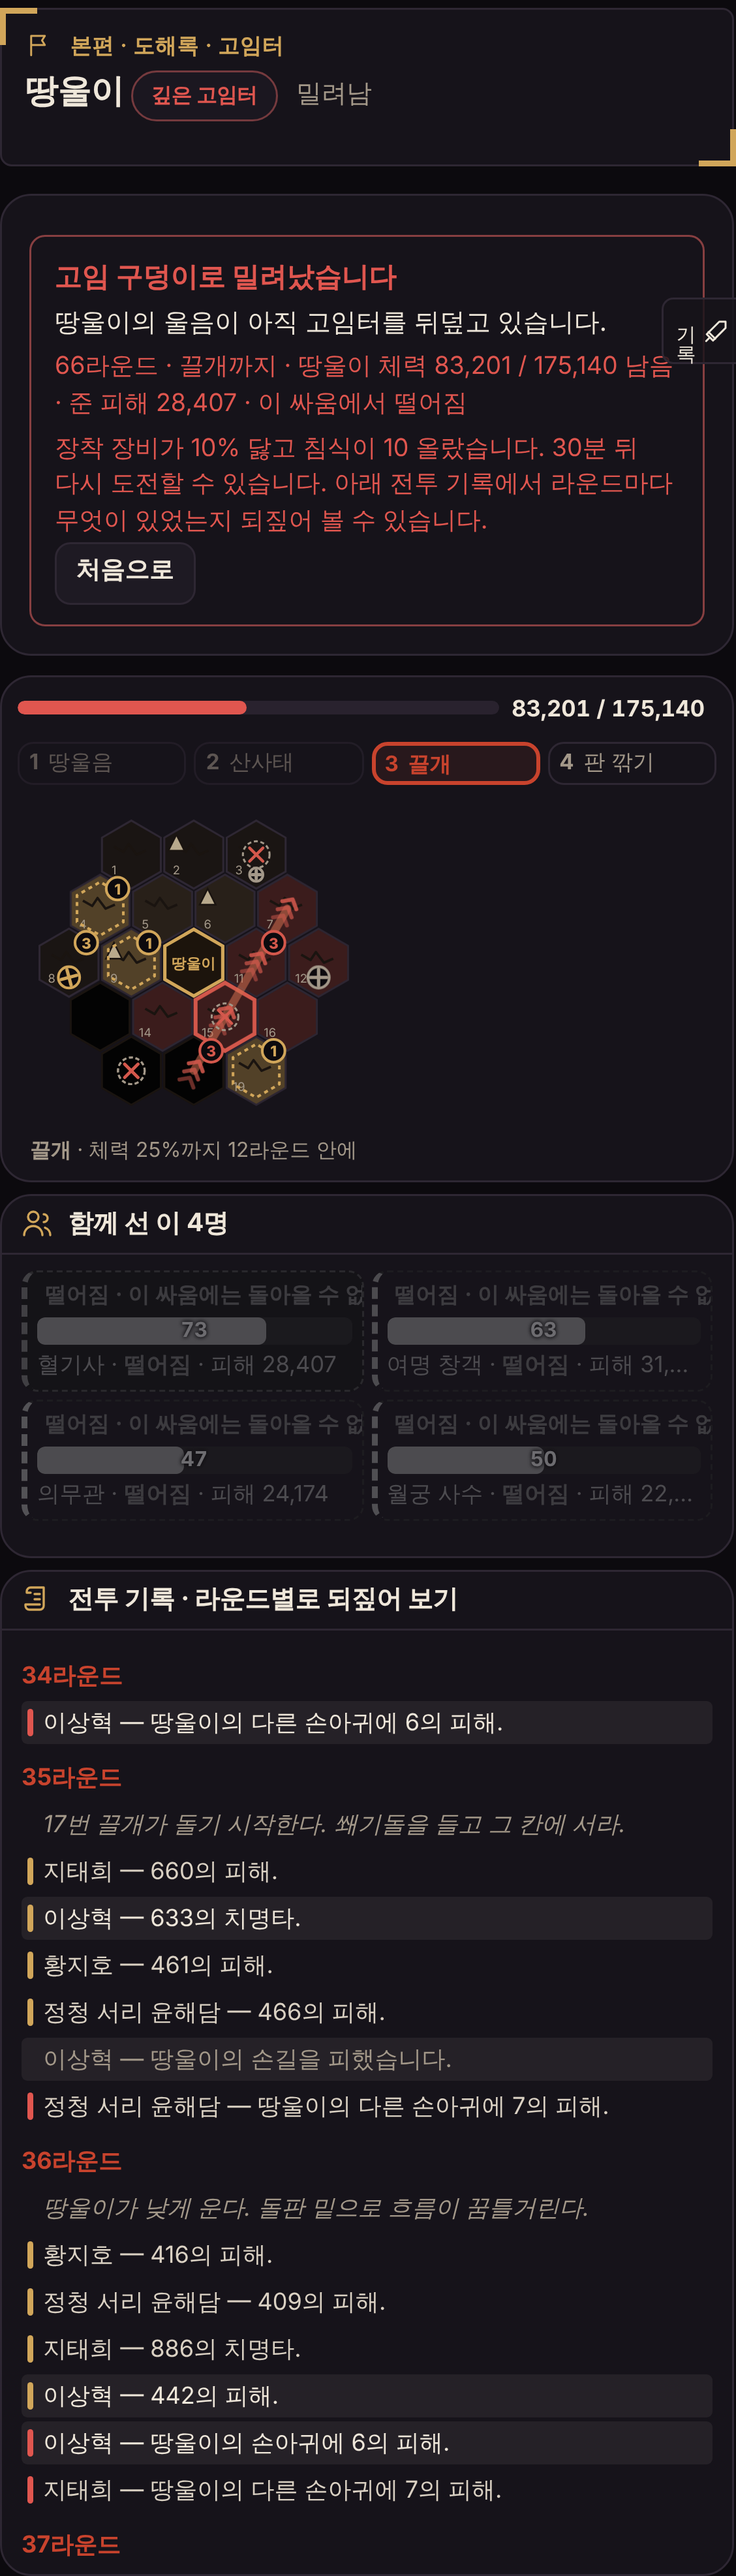 본편 · 도해록 · 고임터
땅울이 깊은 고임터 밀려남
고임 구덩이로 밀려났습니다
땅울이의 울음이 아직 고임터를 뒤덮고 있습니다.
기록
66라운드 · 끌개까지 · 땅울이 체력 83,201 / 175,140 남음
· 준 피해 28,407 · 이 싸움에서 떨어짐
장착 장비가 10% 닳고 침식이 10 올랐습니다. 30분 뒤
다시 도전할 수 있습니다. 아래 전투 기록에서 라운드마다
무엇이 있었는지 되짚어 볼 수 있습니다.
처음으로
83,201 / 175,140
1 땅울음 2 산사태 3 끌개 4 판 깎기
1 2 3
1
4 5 6 7
3 1 3
8 9 땅울이 11 12
14 15 16
3 1
19
끌개 · 체력 25%까지 12라운드 안에
함께 선 이 4명
떨어짐 · 이 싸움에는 돌아올 수 없
73
혈기사 · 떨어짐 · 피해 28,407
떨어짐 · 이 싸움에는 돌아올 수 없
63
여명 창객 · 떨어짐 · 피해 31,...
떨어짐 · 이 싸움에는 돌아올 수 없
47
의무관 · 떨어짐 · 피해 24,174
떨어짐 · 이 싸움에는 돌아올 수 없
50
월궁 사수 · 떨어짐 · 피해 22,...
전투 기록 · 라운드별로 되짚어 보기
34라운드
이상혁 — 땅울이의 다른 손아귀에 6의 피해.
35라운드
17번 끌개가 돌기 시작한다. 쐐기돌을 들고 그 칸에 서라.
지태희 — 660의 피해.
이상혁 — 633의 치명타.
황지호 — 461의 피해.
정청 서리 윤해담 — 466의 피해.
이상혁 — 땅울이의 손길을 피했습니다.
정청 서리 윤해담 — 땅울이의 다른 손아귀에 7의 피해.
36라운드
땅울이가 낮게 운다. 돌판 밑으로 흐름이 꿈틀거린다.
황지호 — 416의 피해.
정청 서리 윤해담 — 409의 피해.
지태희 — 886의 치명타.
이상혁 — 442의 피해.
이상혁 — 땅울이의 손아귀에 6의 피해.
지태희 — 땅울이의 다른 손아귀에 7의 피해.
37라운드